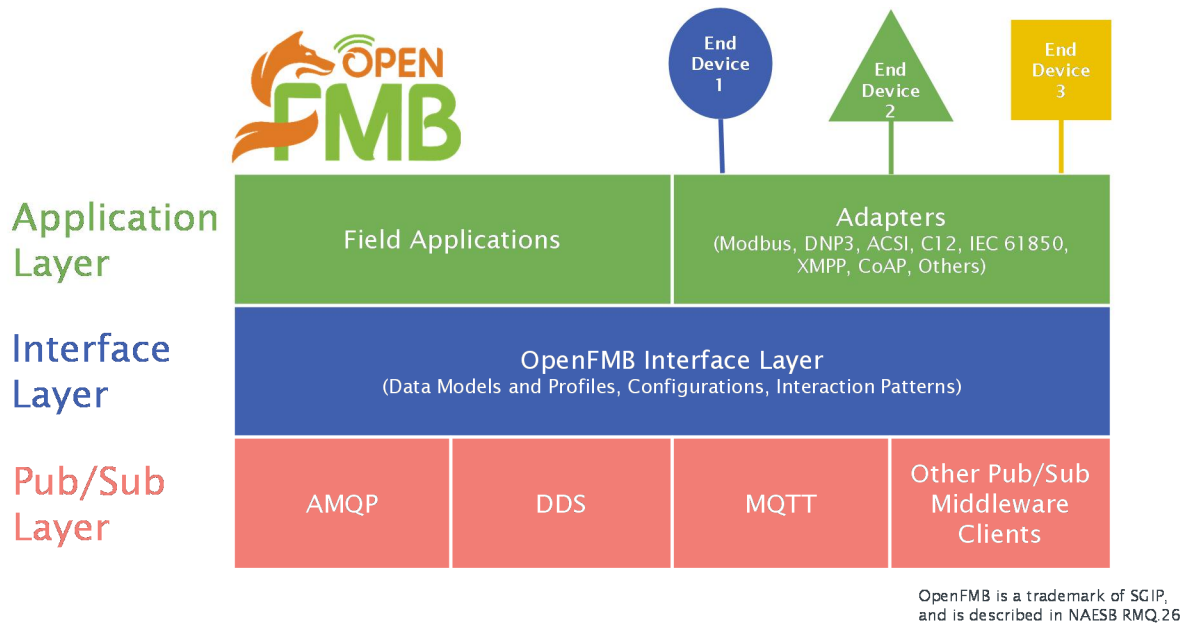 OPEN
FMB
End
Device
1
End
Device
2
End
Device
3
Application
Layer
Field Applications
Adapters
(Modbus, DNP3, ACSI, C12, IEC 61850,
XMPP, CoAP, Others)
Interface
Layer
OpenFMB Interface Layer
(Data Models and Profiles, Configurations, Interaction Patterns)
Pub/Sub
Layer
AMQP
DDS
MQTT
Other Pub/Sub
Middleware
Clients
OpenFMB is a trademark of SGIP,
and is described in NAESB RMQ.26